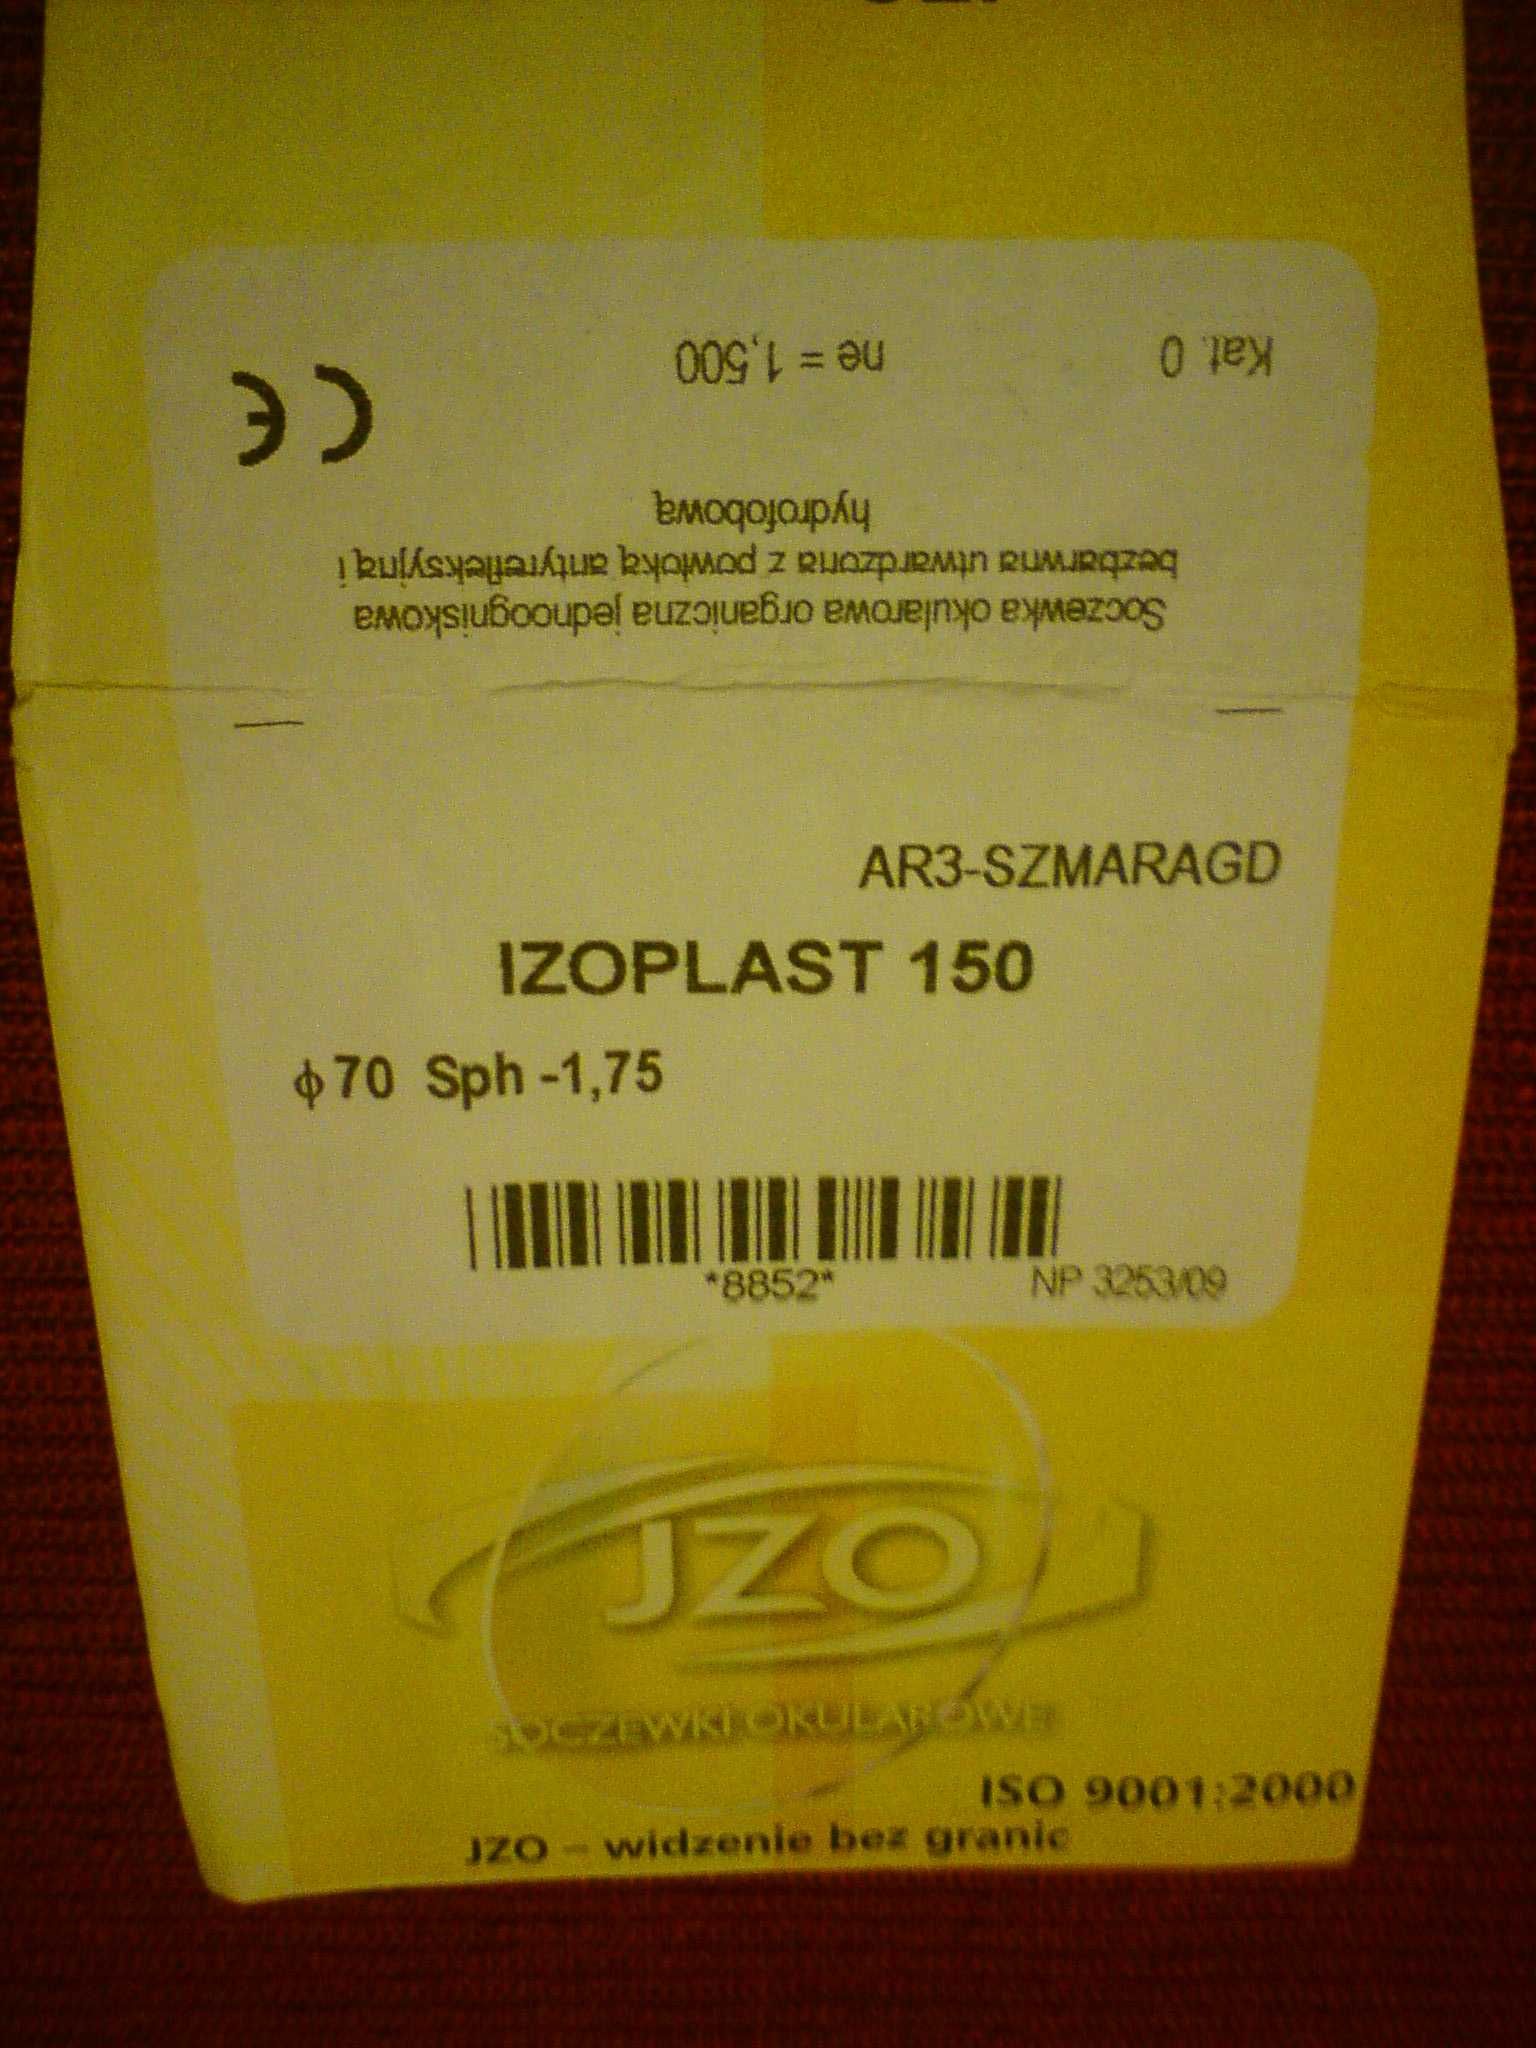 Kat. 0 ne = 1,500 CE
Soczewka okularowa organiczna jednoogniskowa
bezbarwna utwardzona z powłoką antyrefleksyjną i
hydrofobową
AR3-SZMARAGD
IZOPLAST 150
ϕ 70 Sph -1,75
*8852* NP 3253/09
JZO
SOCZEWKI OKULAROWE
ISO 9001:2000
JZO – widzenie bez granic